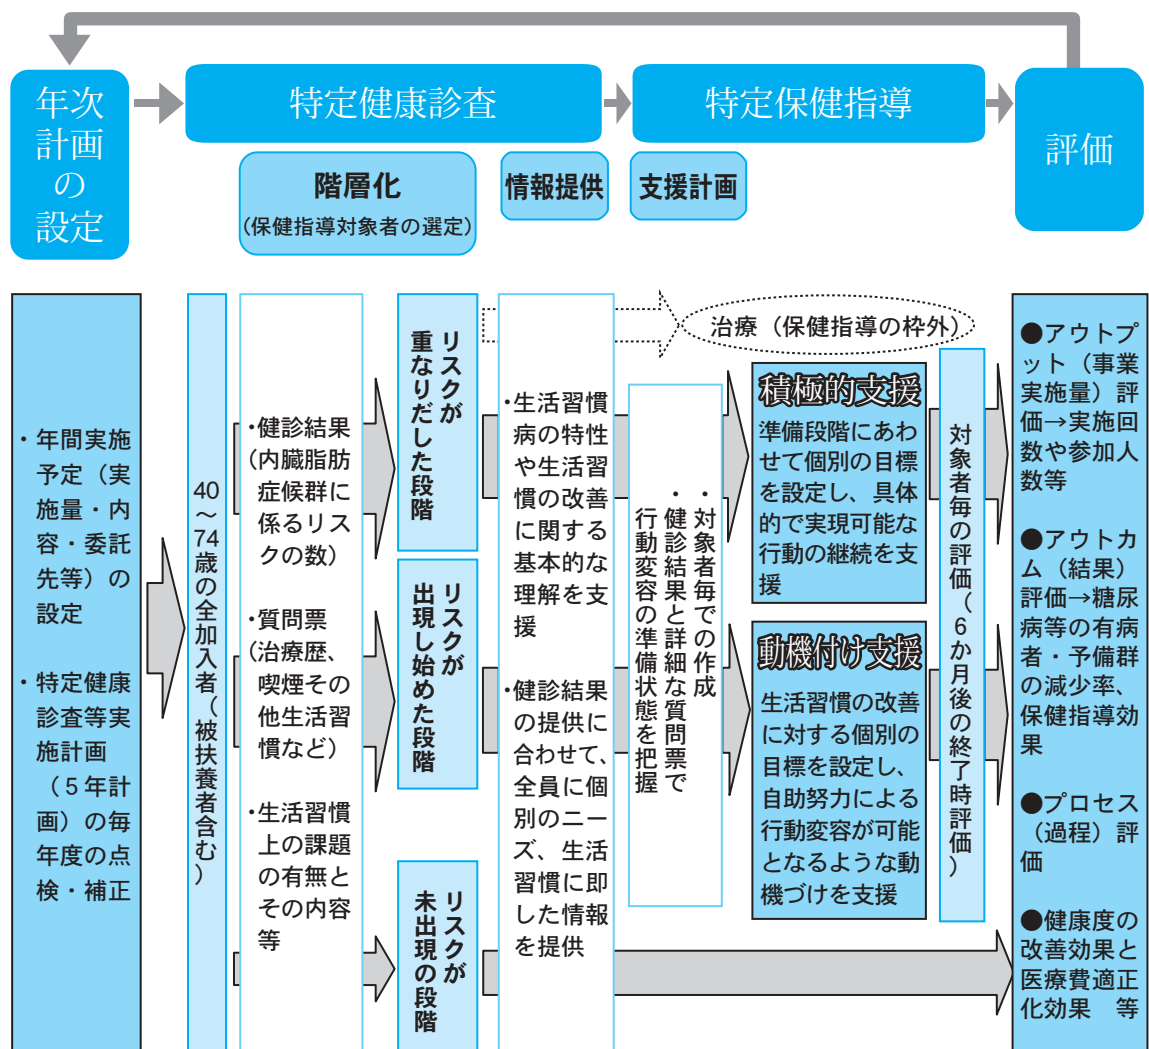 年次
計画
の
設定
特定健康診査
特定保健指導
評価
階層化
（保健指導対象者の選定）
情報提供
支援計画
・年間実施
予定（実
施量・内
容・委託
先等）の
設定
・特定健康
診査等実
施計画
（５年計
画）の毎
年度の点
検・補正
40～74歳の全加入者（被扶養者含む）
・健診結果
（内臓脂肪
症候群に
係るリス
クの数）
・質問票
（治療歴、
喫煙その
他生活習
慣など）
・生活習慣
上の課題
の有無と
その内容
等
リスクが
重なりだした段階
リスクが
出現し始めた段階
リスクが
未出現の段階
・生活習慣
病の特性
や生活習
慣の改善
に関する
基本的な
理解を支
援
・健診結果
の提供に
合わせて、
全員に個
別のニー
ズ、生活
習慣に即
した情報
を提供
・対象者毎での作成
・健診結果と詳細な質問票で
行動変容の準備状態を把握
治療（保健指導の枠外）
積極的支援
準備段階にあわ
せて個別の目標
を設定し、具体
的で実現可能な
行動の継続を支
援
動機付け支援
生活習慣の改善
に対する個別の
目標を設定し、
自助努力による
行動変容が可能
となるような動
機づけを支援
対象者毎の評価（6か月後の終了時評価）
●アウトプ
ット（事業
実施量）評
価→実施回
数や参加人
数等
●アウトカ
ム（結果）
評価→糖尿
病等の有病
者・予備群
の減少率、
保健指導効
果
●プロセス
（過程）評
価
●健康度の
改善効果と
医療費適正
化効果　等